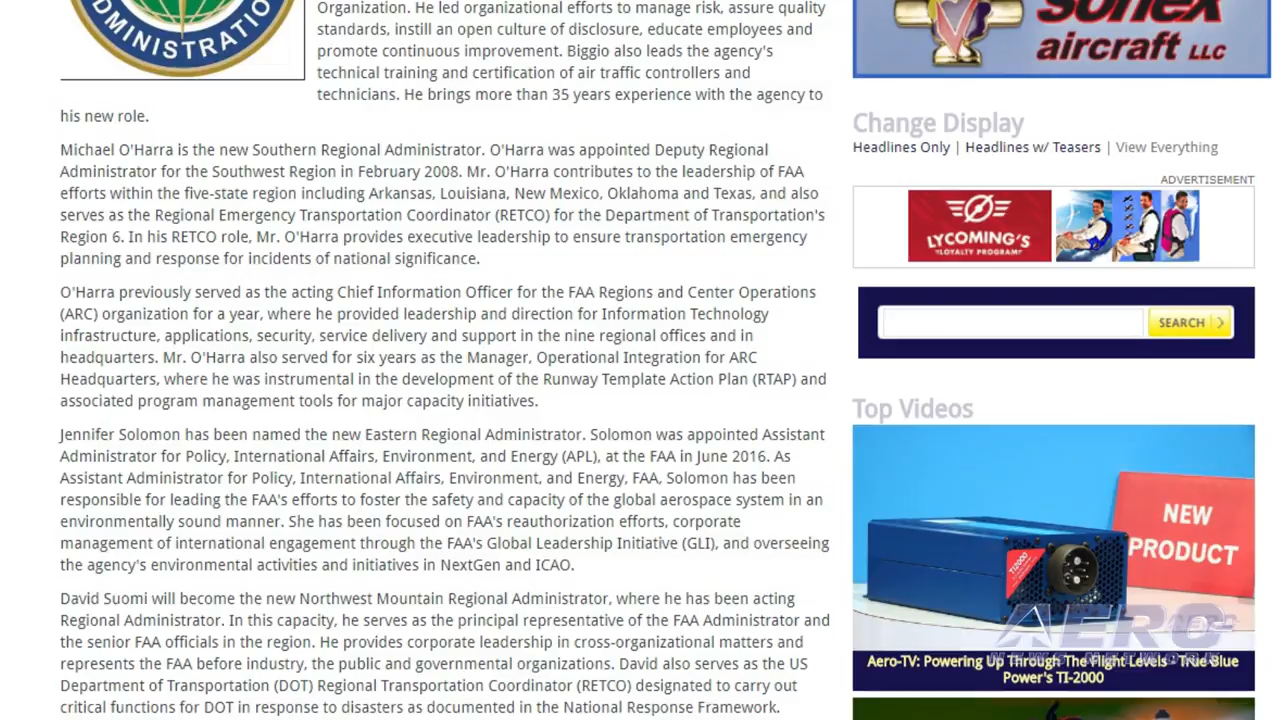 MINISTRATI
Organization. He led organizational efforts to manage risk, assure quality
standards, instill an open culture of disclosure, educate employees and
promote continuous improvement. Biggio also leads the agency's
technical training and certification of air traffic controllers and
technicians. He brings more than 35 years experience with the agency to
his new role.
Michael O'Harra is the new Southern Regional Administrator. O'Harra was appointed Deputy Regional
Administrator for the Southwest Region in February 2008. Mr. O'Harra contributes to the leadership of FAA
efforts within the five-state region including Arkansas, Louisiana, New Mexico, Oklahoma and Texas, and also
serves as the Regional Emergency Transportation Coordinator (RETCO) for the Department of Transportation's
Region 6. In his RETCO role, Mr. O'Harra provides executive leadership to ensure transportation emergency
planning and response for incidents of national significance.
O'Harra previously served as the acting Chief Information Officer for the FAA Regions and Center Operations
(ARC) organization for a year, where he provided leadership and direction for Information Technology
infrastructure, applications, security, service delivery and support in the nine regional offices and in
headquarters. Mr. O'Harra also served for six years as the Manager, Operational Integration for ARC
Headquarters, where he was instrumental in the development of the Runway Template Action Plan (RTAP) and
associated program management tools for major capacity initiatives.
Jennifer Solomon has been named the new Eastern Regional Administrator. Solomon was appointed Assistant
Administrator for Policy, International Affairs, Environment, and Energy (APL), at the FAA in June 2016. As
Assistant Administrator for Policy, International Affairs, Environment, and Energy, FAA, Solomon has been
responsible for leading the FAA's efforts to foster the safety and capacity of the global aerospace system in an
environmentally sound manner. She has been focused on FAA's reauthorization efforts, corporate
management of international engagement through the FAA's Global Leadership Initiative (GLI), and overseeing
the agency's environmental activities and initiatives in NextGen and ICAO.
David Suomi will become the new Northwest Mountain Regional Administrator, where he has been acting
Regional Administrator. In this capacity, he serves as the principal representative of the FAA Administrator and
the senior FAA officials in the region. He provides corporate leadership in cross-organizational matters and
represents the FAA before industry, the public and governmental organizations. David also serves as the US
Department of Transportation (DOT) Regional Transportation Coordinator (RETCO) designated to carry out
critical functions for DOT in response to disasters as documented in the National Response Framework.
sonex
aircraft LLC
Change Display
Headlines Only | Headlines w/ Teasers | View Everything
ADVERTISEMENT
LYCOMING'S
LOYALTY PROGRAM
SEARCH
Top Videos
NEW
PRODUCT
TI2000
AERO
NEWS NETWORK
Aero-TV: Powering Up Through The Flight Levels - True Blue
Power's TI-2000